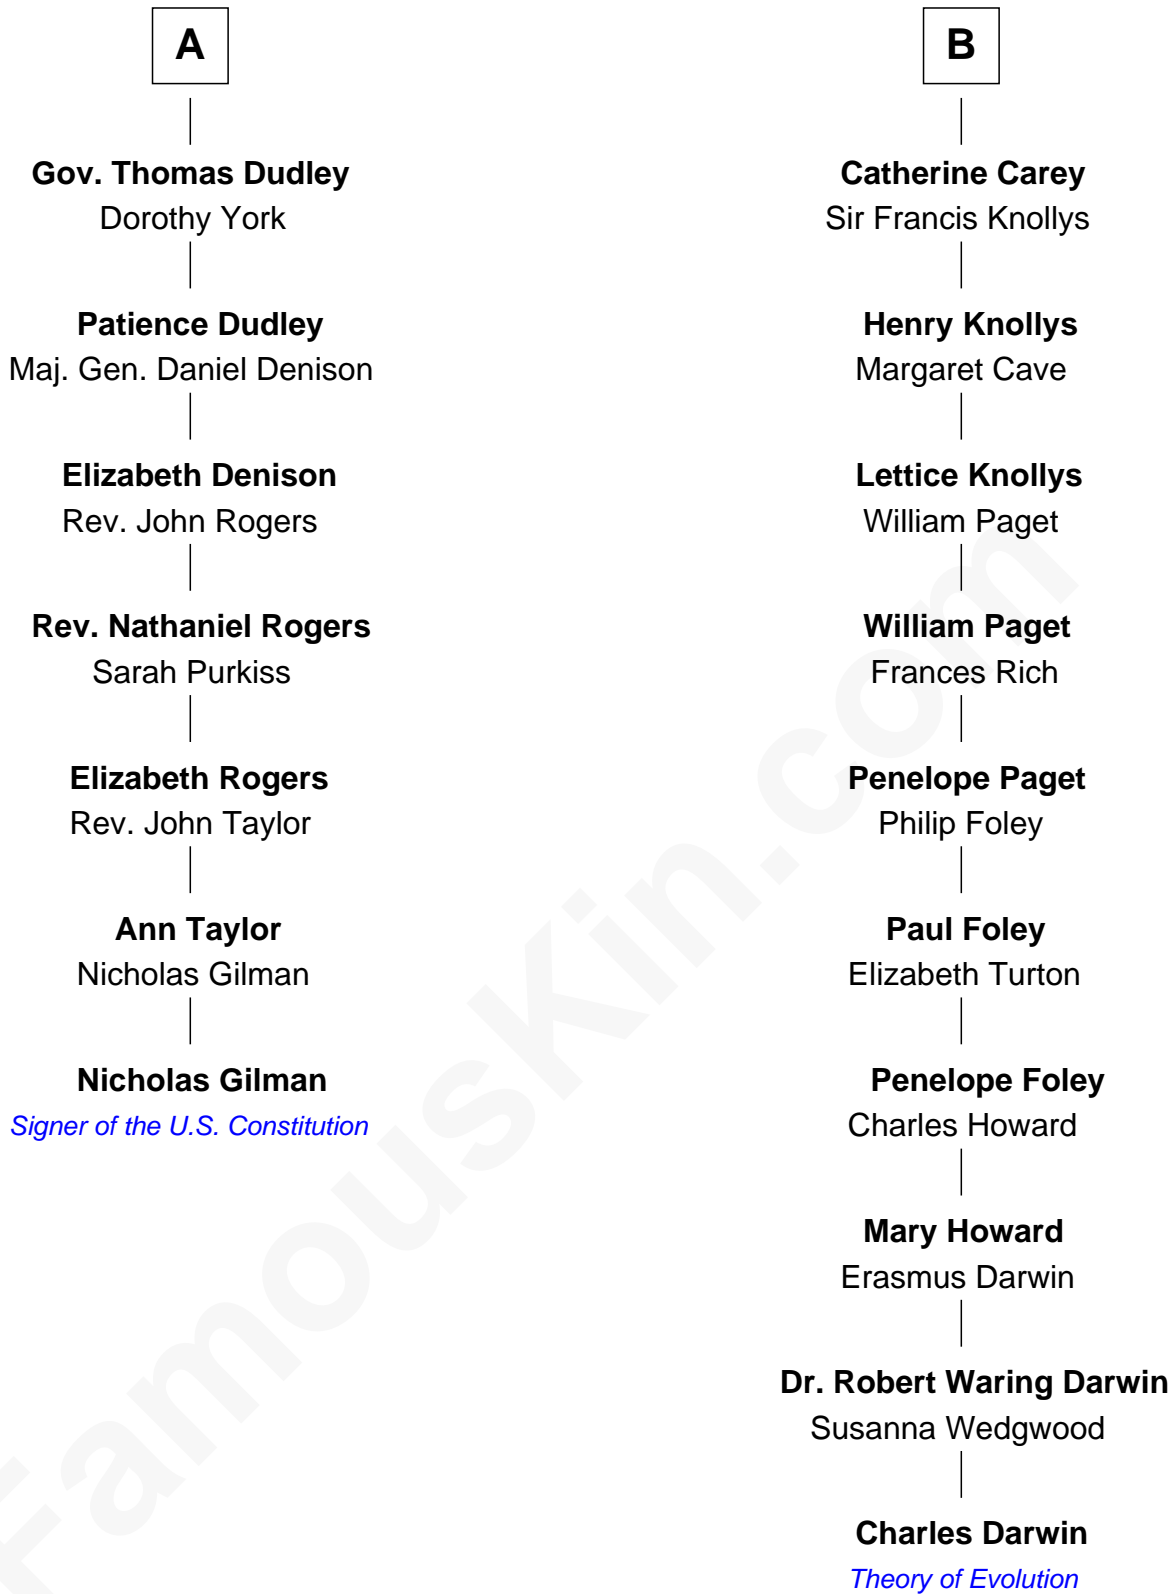 A
Gov. Thomas Dudley
Dorothy York
Patience Dudley
Maj. Gen. Daniel Denison
Elizabeth Denison
Rev. John Rogers
Rev. Nathaniel Rogers
Sarah Purkiss
Elizabeth Rogers
Rev. John Taylor
Ann Taylor
Nicholas Gilman
Nicholas Gilman
Signer of the U.S. Constitution
B
Catherine Carey
Sir Francis Knollys
Henry Knollys
Margaret Cave
Lettice Knollys
William Paget
William Paget
Frances Rich
Penelope Paget
Philip Foley
Paul Foley
Elizabeth Turton
Penelope Foley
Charles Howard
Mary Howard
Erasmus Darwin
Dr. Robert Waring Darwin
Susanna Wedgwood
Charles Darwin
Theory of Evolution
FamousKin.com